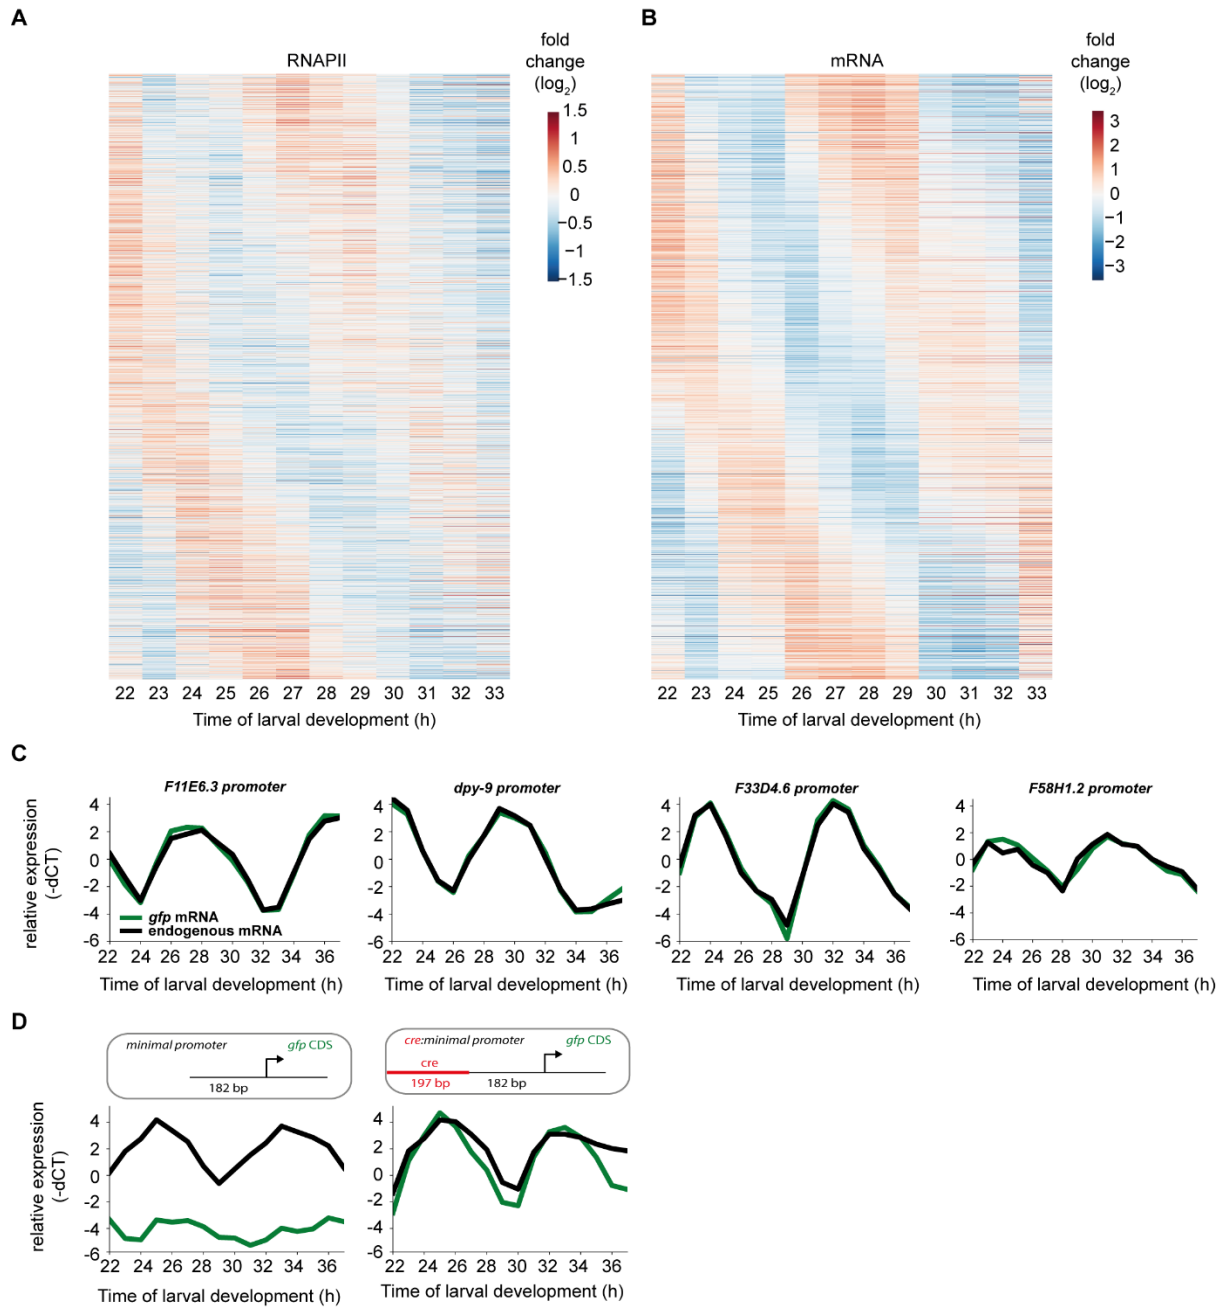 A
B
RNAPII
fold
change
(log2)
1.5
1
0.5
0
−0.5
−1
−1.5
22 23 24 25 26 27 28 29 30 31 32 33
Time of larval development (h)
mRNA
fold
change
(log2)
3
2
1
0
−1
−2
−3
22 23 24 25 26 27 28 29 30 31 32 33
Time of larval development (h)
C
relative expression
(-dCT)
F11E6.3 promoter
4
2
0
-2
-4
-6
gfp mRNA
endogenous mRNA
22 24 26 28 30 32 34 36
Time of larval development (h)
dpy-9 promoter
4
2
0
-2
-4
-6
22 24 26 28 30 32 34 36
Time of larval development (h)
F33D4.6 promoter
4
2
0
-2
-4
-6
22 24 26 28 30 32 34 36
Time of larval development (h)
F58H1.2 promoter
4
2
0
-2
-4
-6
22 24 26 28 30 32 34 36
Time of larval development (h)
D
relative expression
(-dCT)
minimal promoter gfp CDS
182 bp
4
2
0
-2
-4
-6
22 24 26 28 30 32 34 36
Time of larval development (h)
cre:minimal promoter gfp CDS
cre
197 bp 182 bp
4
2
0
-2
-4
-6
22 24 26 28 30 32 34 36
Time of larval development (h)